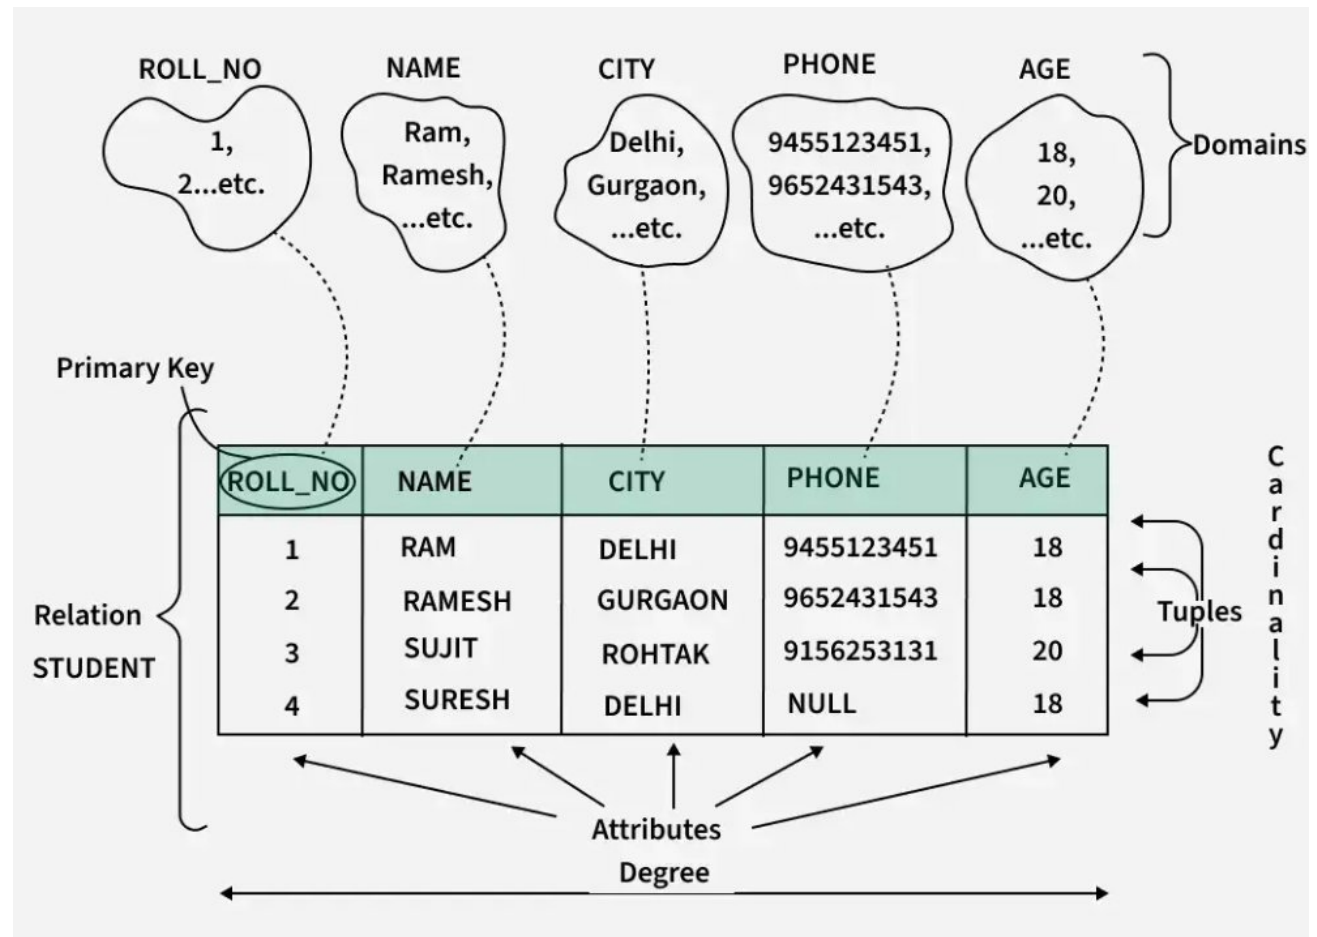 ROLL_NO NAME CITY PHONE AGE
1,
2...etc.
Ram,
Ramesh,
...etc.
Delhi,
Gurgaon,
...etc.
9455123451,
9652431543,
...etc.
18,
20,
...etc.
Domains
Primary Key
ROLL_NO NAME CITY PHONE AGE
1 RAM DELHI 9455123451 18
2 RAMESH GURGAON 9652431543 18
3 SUJIT ROHTAK 9156253131 20
4 SURESH DELHI NULL 18
Relation
STUDENT
Tuples
Cardinality
Attributes
Degree